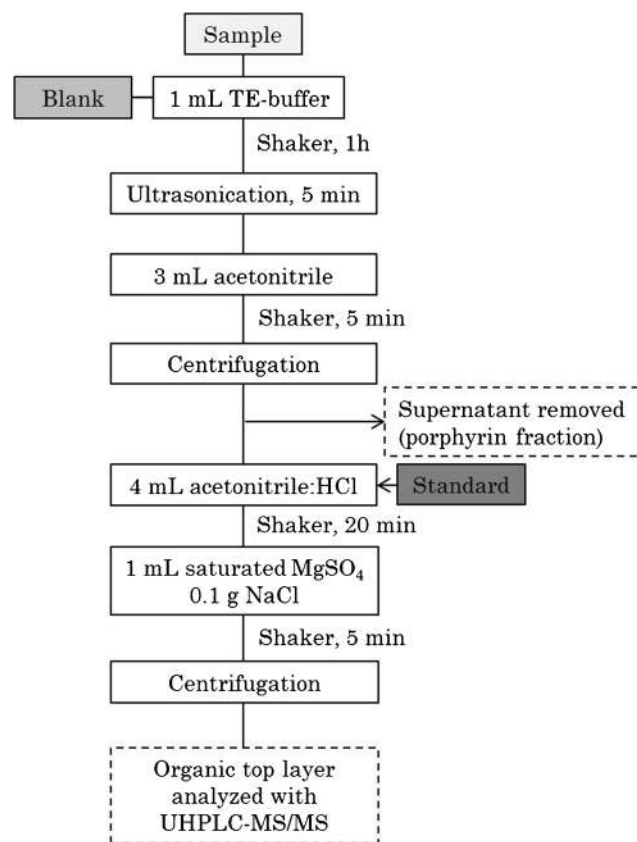 Sample
Blank
1 mL TE-buffer
Shaker, 1h
Ultrasonication, 5 min
3 mL acetonitrile
Shaker, 5 min
Centrifugation
Supernatant removed
(porphyrin fraction)
4 mL acetonitrile:HCl
Standard
Shaker, 20 min
1 mL saturated MgSO₄
0.1 g NaCl
Shaker, 5 min
Centrifugation
Organic top layer
analyzed with
UHPLC-MS/MS